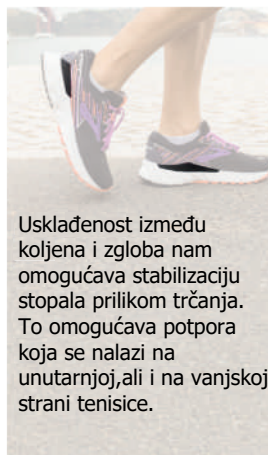 Usklađenost između
koljena i zgloba nam
omogućava stabilizaciju
stopala prilikom trčanja.
To omogućava potpora
koja se nalazi na
unutarnjoj,ali i na vanjskoj
strani tenisice.